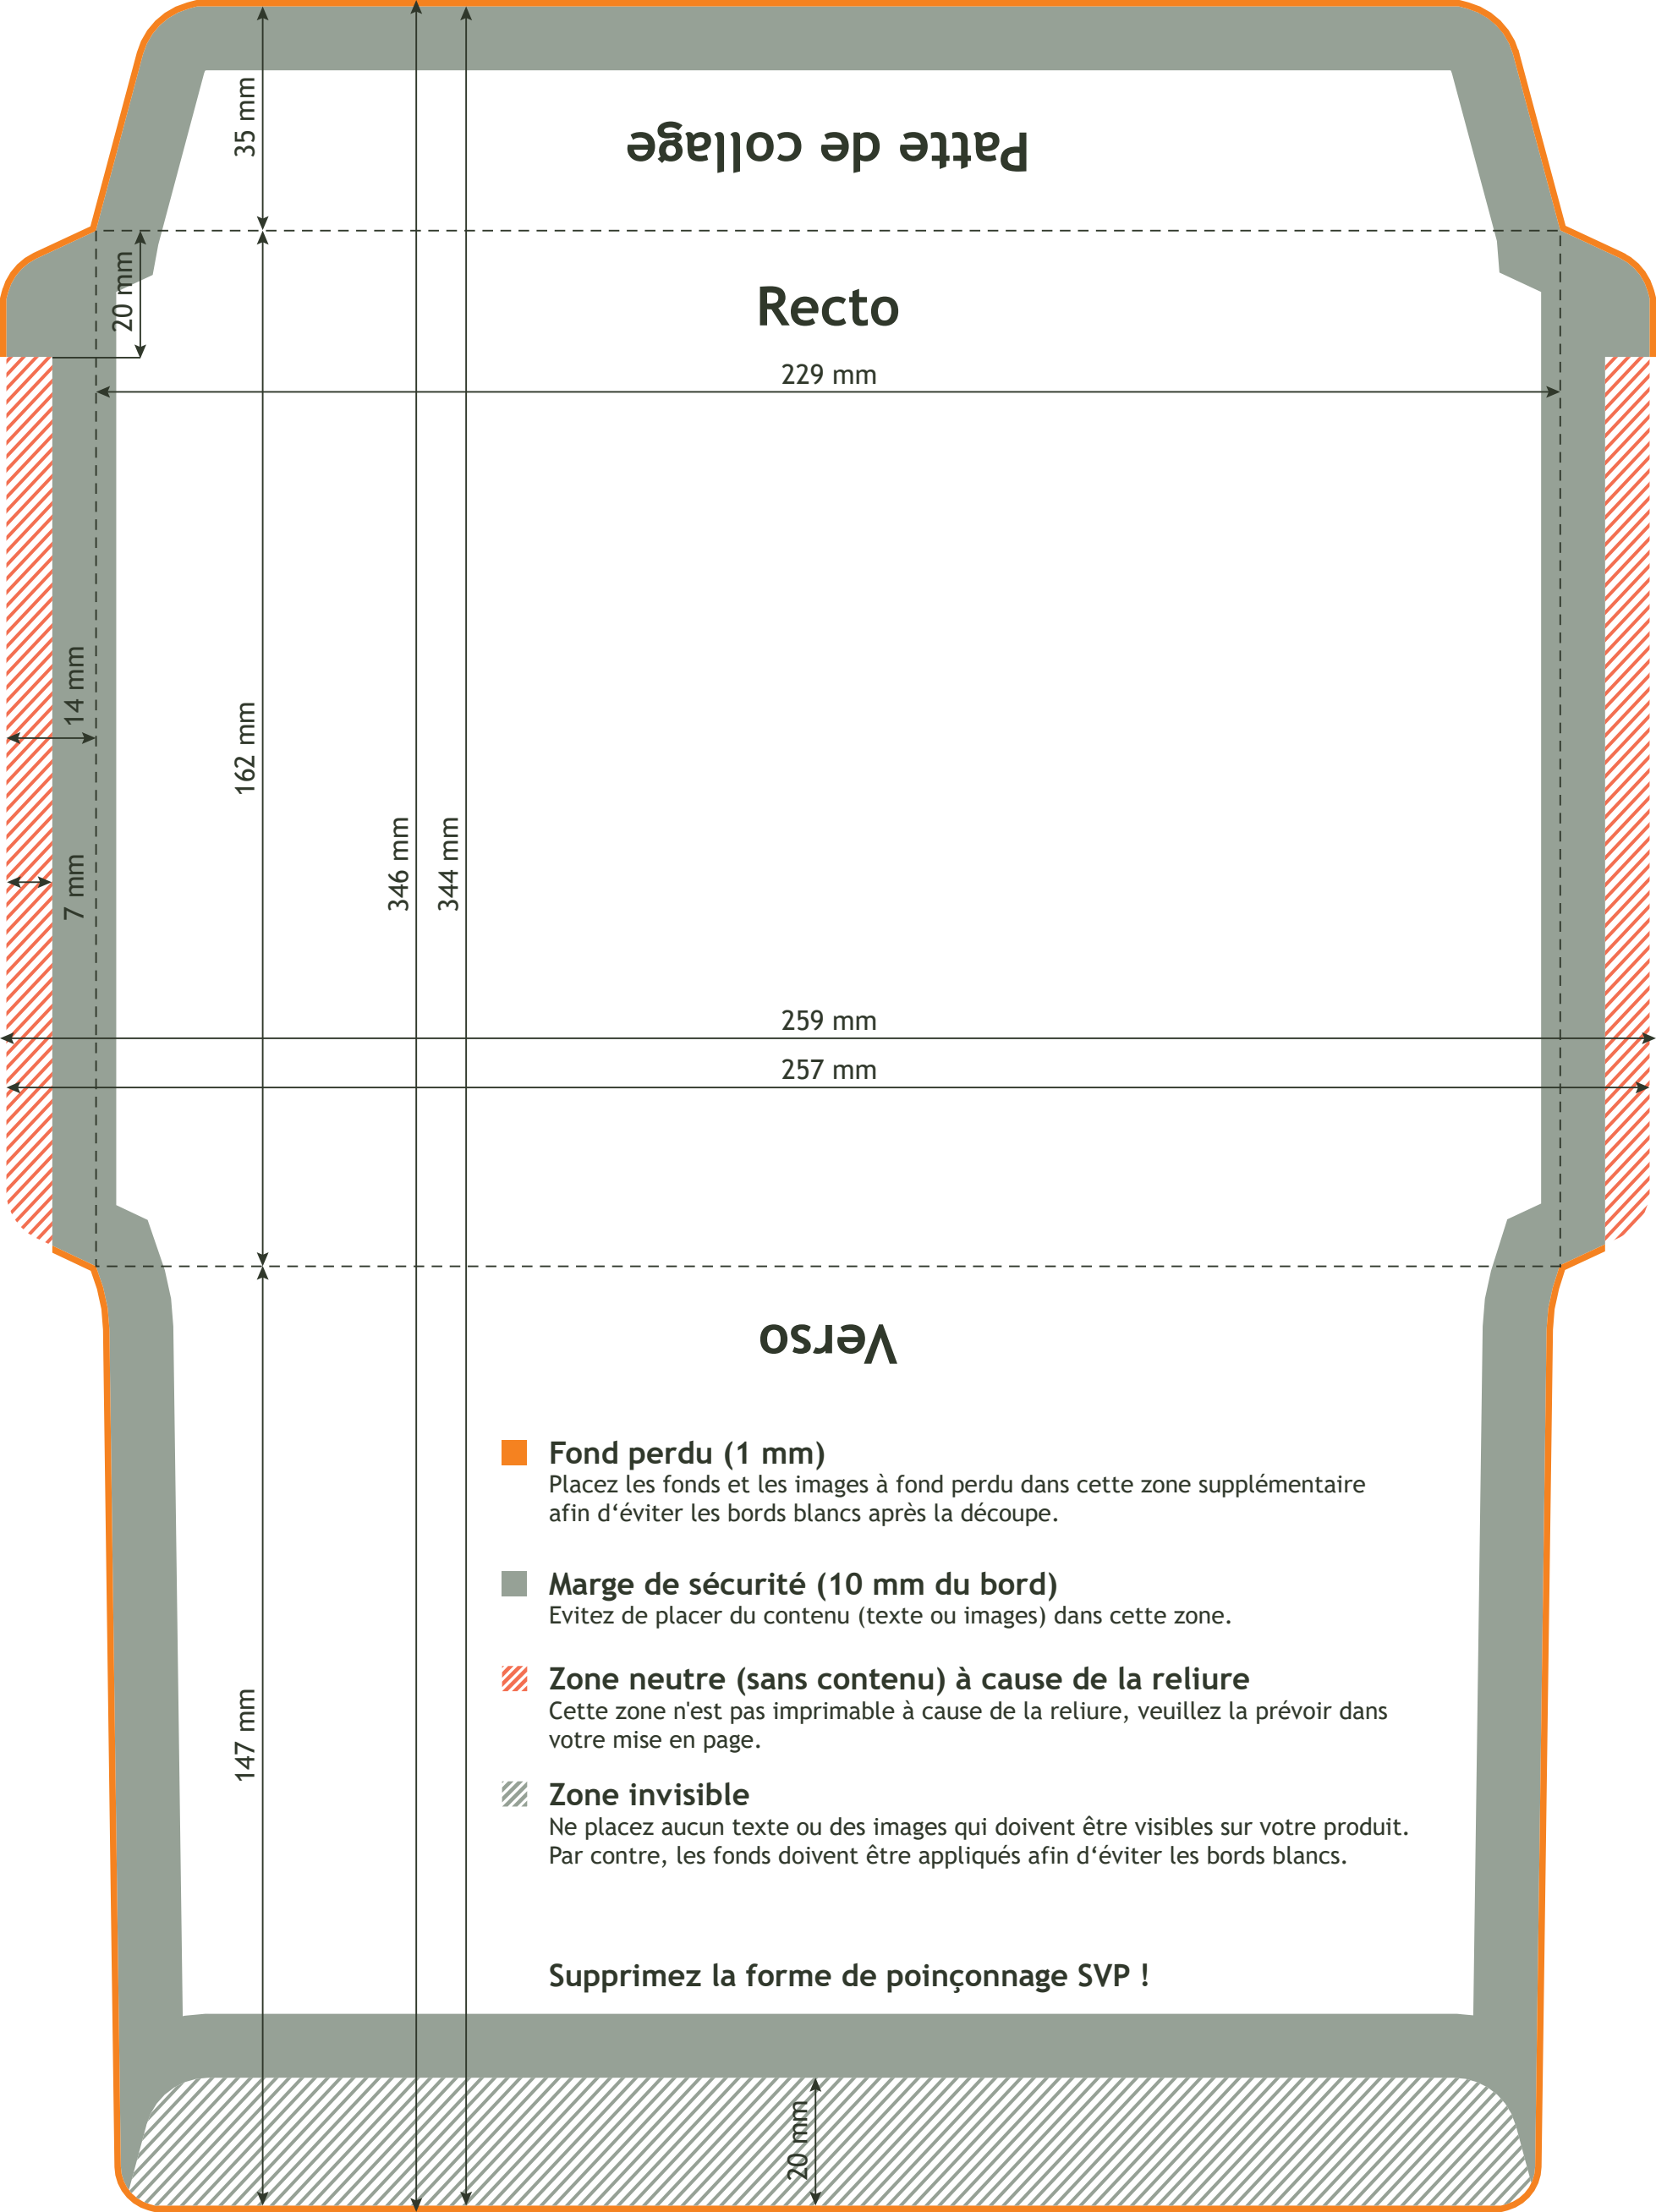 35 mm
Patte de collage
20 mm
Recto
229 mm
14 mm
162 mm
7 mm
346 mm
344 mm
259 mm
257 mm
Verso
Fond perdu (1 mm)
Placez les fonds et les images à fond perdu dans cette zone supplémentaire
afin d‘éviter les bords blancs après la découpe.
Marge de sécurité (10 mm du bord)
Evitez de placer du contenu (texte ou images) dans cette zone.
Zone neutre (sans contenu) à cause de la reliure
Cette zone n'est pas imprimable à cause de la reliure, veuillez la prévoir dans
votre mise en page.
147 mm
Zone invisible
Ne placez aucun texte ou des images qui doivent être visibles sur votre produit.
Par contre, les fonds doivent être appliqués afin d‘éviter les bords blancs.
Supprimez la forme de poinçonnage SVP !
20 mm